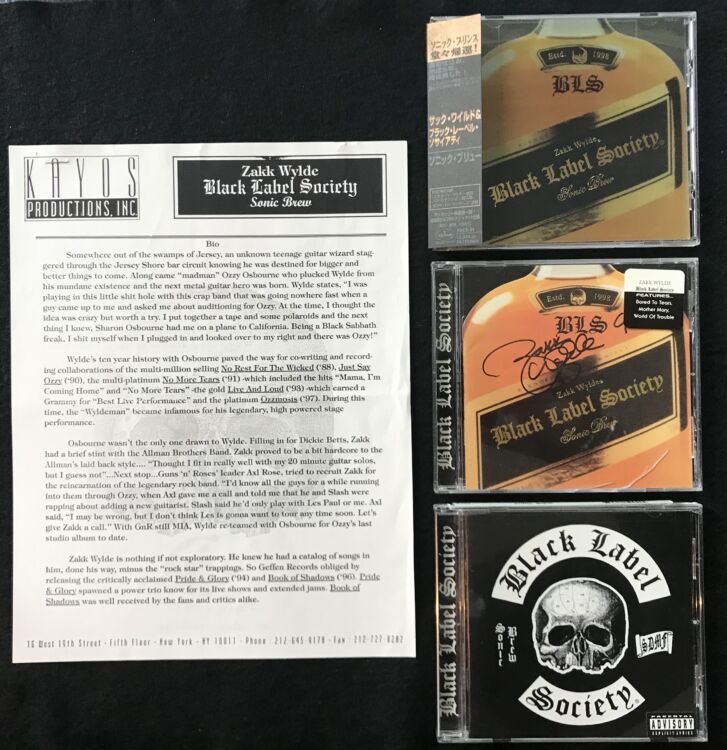 KAYOS
PRODUCTIONS, INC.
Zakk Wylde
Black Label Society
Sonic Brew
Bio
Somewhere out of the swamps of Jersey, an unknown teenage guitar wizard stag-
gered through the Jersey Shore bar circuit knowing he was destined for bigger and
better things to come. Along came "madman" Ozzy Osbourne who plucked Wylde from
his mundane existence and the next metal guitar hero was born. Wylde states, "I was
playing in this little shit hole with this crap band that was going nowhere fast when a
guy came up to me and asked me about auditioning for Ozzy. At the time, I thought the
idea was crazy but worth a try. I put together a tape and some polaroids and the next
thing I knew, Sharon Osbourne had me on a plane to California. Being a Black Sabbath
freak, I shit myself when I plugged in and looked over to my right and there was Ozzy!"
Wylde's ten year history with Osbourne paved the way for co-writing and record-
ing collaborations of the multi-million selling No Rest For The Wicked ('88), Just Say
Ozzy ('90), the multi-platinum No More Tears ('91) -which included the hits "Mama, I'm
Coming Home" and "No More Tears" -the gold Live And Loud ('93) -which earned a
Grammy for "Best Live Performance" and the platinum Ozzmosis ('97). During this
time, the "Wyldeman" became infamous for his legendary, high powered stage
performance.
Osbourne wasn't the only one drawn to Wylde. Filling in for Dickie Betts, Zakk
had a brief stint with the Allman Brothers Band. Zakk proved to be a bit hardcore to the
Allman's laid back style.... "Thought I fit in really well with my 20 minute guitar solos,
but I guess not"...Next stop...Guns 'n' Roses' leader Axl Rose, tried to recruit Zakk for
the reincarnation of the legendary rock band. "I'd know all the guys for a while running
into them through Ozzy, when Axl gave me a call and told me that he and Slash were
rapping about adding a new guitarist. Slash said he'd only play with Les Paul or me. Axl
said, "I may be wrong, but I don't think Les is gonna want to tour any time soon. Let's
give Zakk a call." With GnR still MIA, Wylde re-teamed with Osbourne for Ozzy's last
studio album to date.
Zakk Wylde is nothing if not exploratory. He knew he had a catalog of songs in
him, done his way, minus the "rock star" trappings. So Geffen Records obliged by
releasing the critically acclaimed Pride & Glory ('94) and Book of Shadows ('96). Pride
& Glory spawned a power trio know for its live shows and extended jams. Book of
Shadows was well received by the fans and critics alike.
16 West 19th Street - Fifth Floor - New York - NY 10011 - Phone: 212-645-9178 - Fax: 212-727-8282
ソニック・プリンス
堂々帰還!
ザック・ワイルド&
ブラック・レーベル・
ソサイアティ
ソニック・ブリュー
Estd. 1998
BLS
Zakk Wylde
Black Label Society
Sonic Brew
Black Label Society
ZAKK WYLDE
Black Label Society
FEATURES...
Bored To Tears,
Mother Mary,
World Of Trouble
Estd. 1998
BLS
Zakk Wylde
Black Label Society
Sonic Brew
Black Label Society
Black Label
Sonic
Brew
SDMF
Society
PARENTAL
ADVISORY
EXPLICIT LYRICS